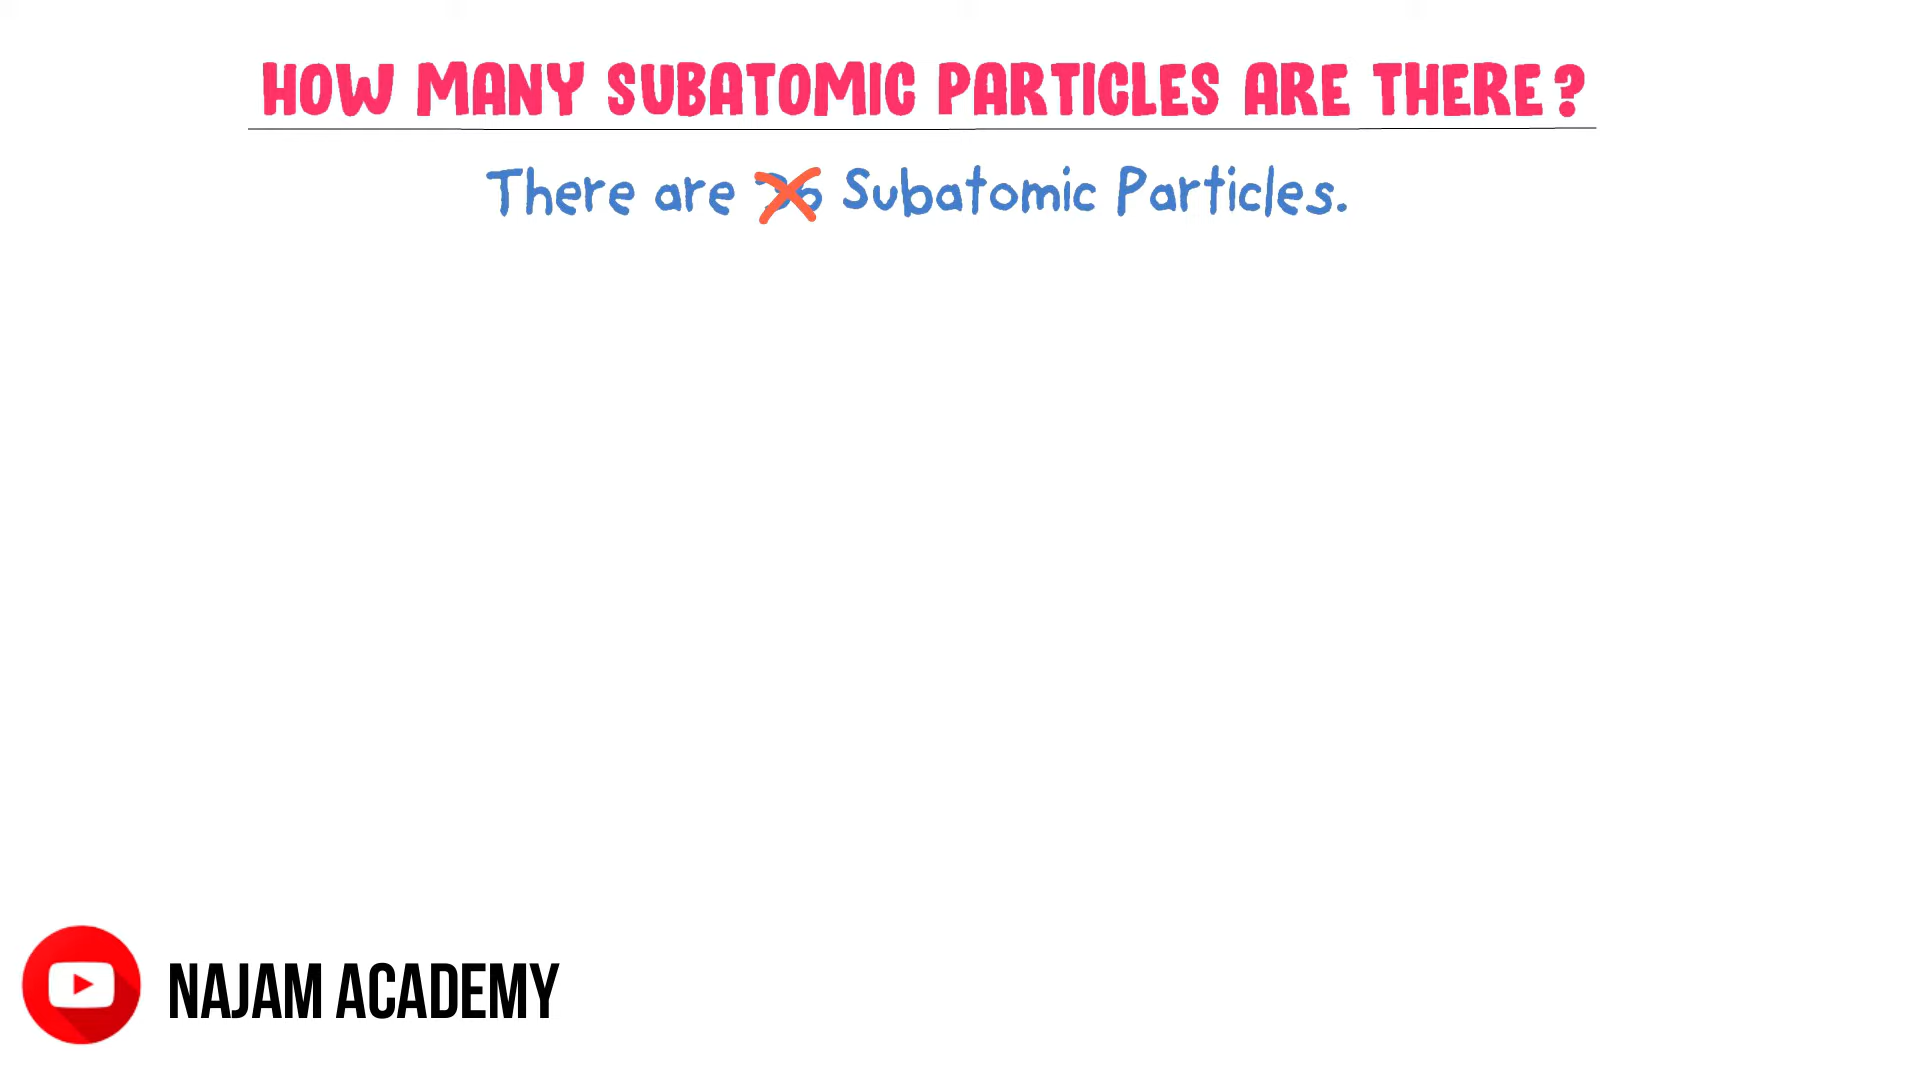 HOW MANY SUBATOMIC PARTICLES ARE THERE?
There are Subatomic Particles.
NAJAM ACADEMY